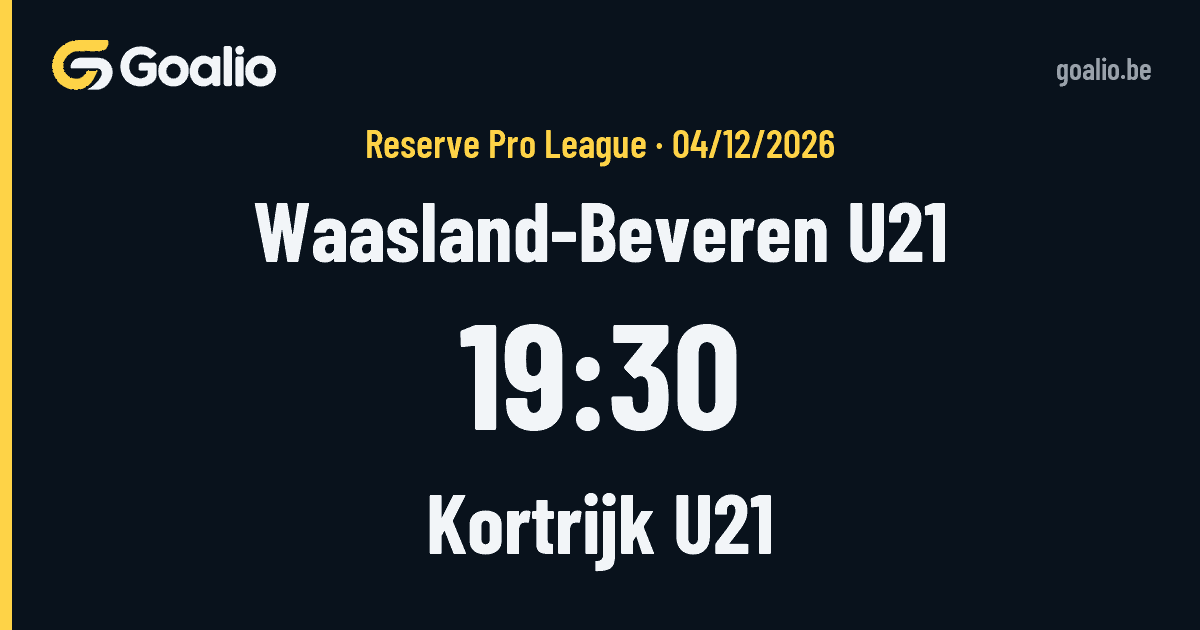 Goalio
goalio.be
Reserve Pro League · 04/12/2026
Waasland-Beveren U21
19:30
Kortrijk U21